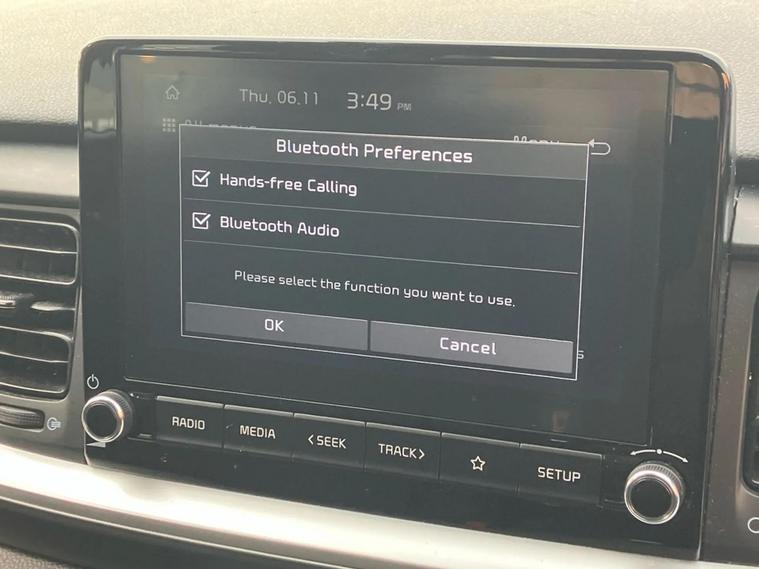 Thu. 06.11 3:49 PM
Bluetooth Preferences
Hands-free Calling
Bluetooth Audio
Please select the function you want to use.
OK Cancel
RADIO MEDIA <SEEK TRACK> SETUP